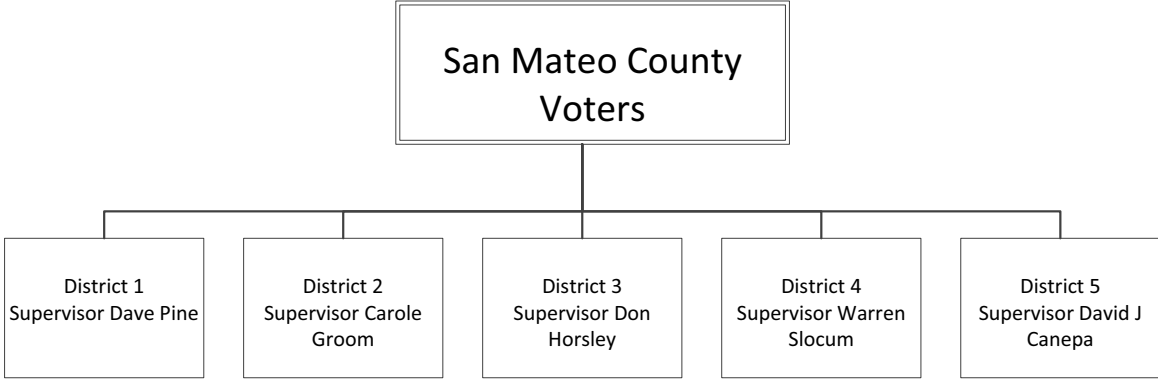 San Mateo County
Voters
District 1
Supervisor Dave Pine
District 2
Supervisor Carole
Groom
District 3
Supervisor Don
Horsley
District 4
Supervisor Warren
Slocum
District 5
Supervisor David J
Canepa